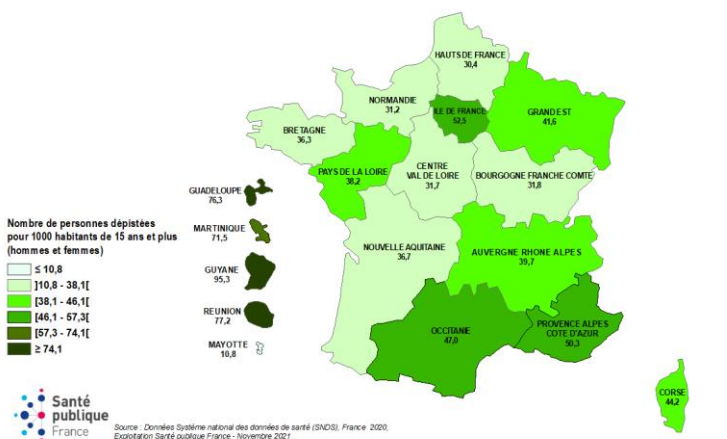 HAUTS DE FRANCE
30,4
NORMANDIE
31,2
ILE DE FRANCE
52,5
GRAND EST
41,6
BRETAGNE
36,3
PAYS DE LA LOIRE
38,2
CENTRE
VAL DE LOIRE
31,7
BOURGOGNE FRANCHE COMTE
31,8
GUADELOUPE
76,3
MARTINIQUE
71,5
GUYANE
95,3
REUNION
77,2
MAYOTTE
10,8
NOUVELLE AQUITAINE
36,7
AUVERGNE RHONE ALPES
39,7
OCCITANIE
47,0
PROVENCE ALPES
COTE D'AZUR
50,3
CORSE
44,2
Nombre de personnes dépistées
pour 1000 habitants de 15 ans et plus
(hommes et femmes)
≤ 10,8
]10,8 - 38,1[
[38,1 - 46,1[
[46,1 - 57,3[
[57,3 - 74,1[
≥ 74,1
Santé
publique
France
Source : Données Système national des données de santé (SNDS), France 2020,
Exploitation Santé publique France - Novembre 2021